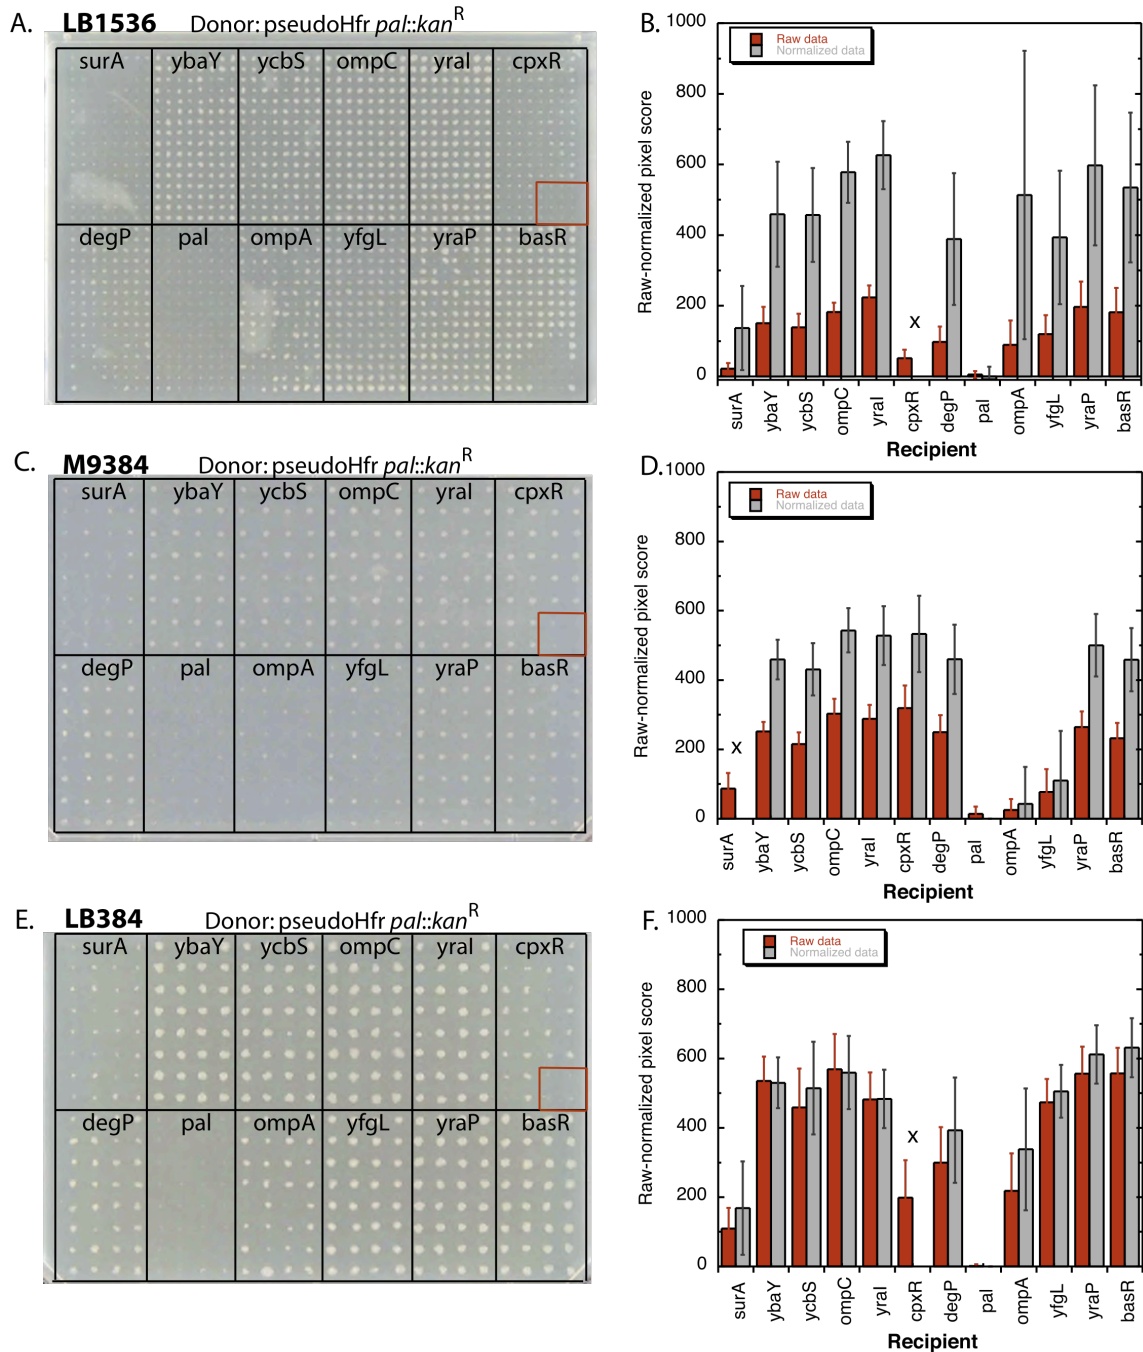 A. LB1536 Donor: pseudoHfr pal::kanR
surA ybaY ycbS ompC yraI cpxR
degP pal ompA yfgL yraP basR
B.
1000
800
600
400
200
0
Raw-normalized pixel score
Raw data
Normalized data
x
surA ybaY ycbS ompC yraI cpxR degP pal ompA yfgL yraP basR
Recipient
C. M9384 Donor: pseudoHfr pal::kanR
surA ybaY ycbS ompC yraI cpxR
degP pal ompA yfgL yraP basR
D.
1000
800
600
400
200
0
Raw-normalized pixel score
Raw data
Normalized data
x
surA ybaY ycbS ompC yraI cpxR degP pal ompA yfgL yraP basR
Recipient
E. LB384 Donor: pseudoHfr pal::kanR
surA ybaY ycbS ompC yraI cpxR
degP pal ompA yfgL yraP basR
F.
1000
800
600
400
200
0
Raw-normalized pixel score
Raw data
Normalized data
x
surA ybaY ycbS ompC yraI cpxR degP pal ompA yfgL yraP basR
Recipient